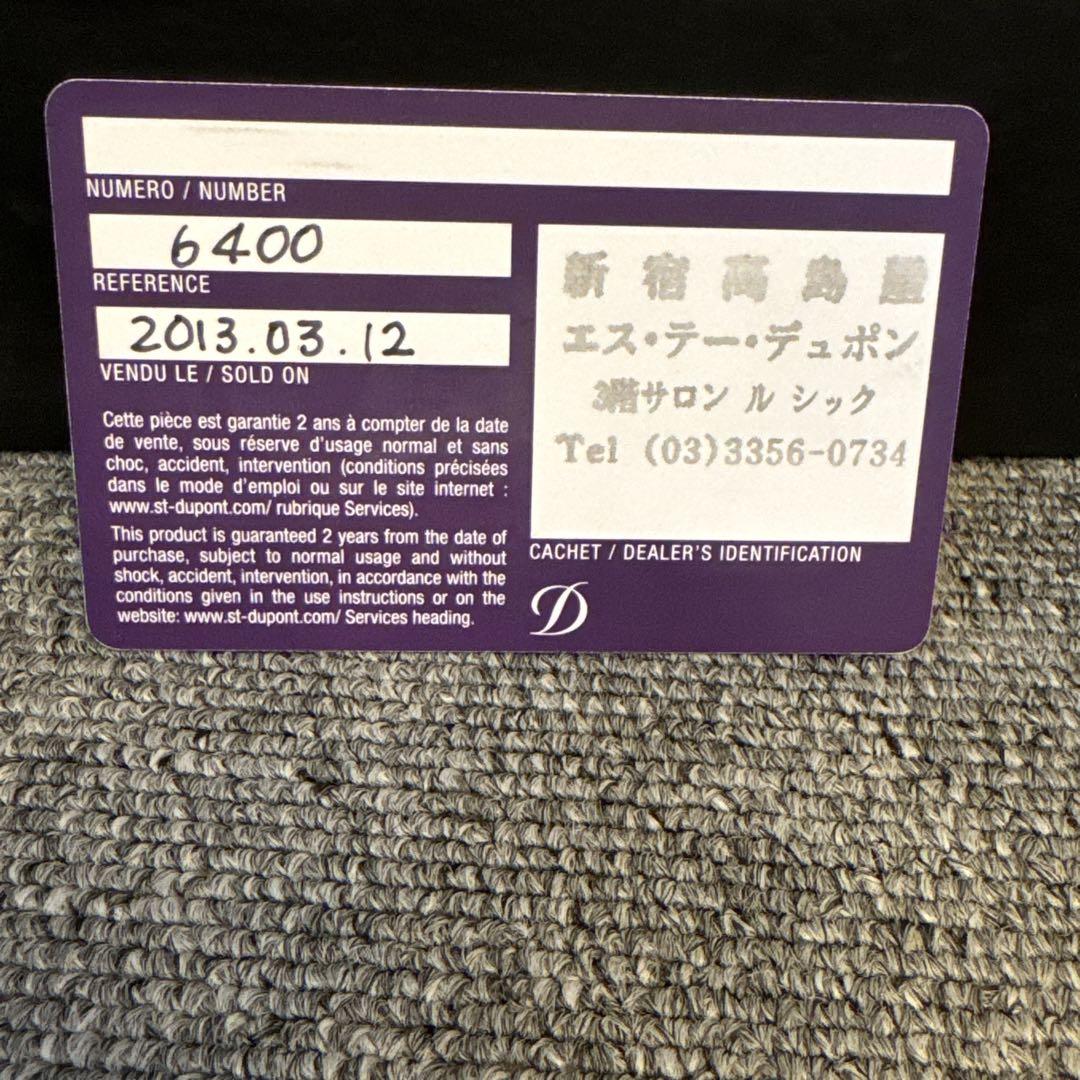 NUMERO / NUMBER
6400
REFERENCE
2013.03.12
VENDU LE / SOLD ON
Cette pièce est garantie 2 ans à compter de la date
de vente, sous réserve d'usage normal et sans
choc, accident, intervention (conditions précisées
dans le mode d'emploi ou sur le site internet :
www.st-dupont.com/ rubrique Services).
This product is guaranteed 2 years from the date of
purchase, subject to normal usage and without
shock, accident, intervention, in accordance with the
conditions given in the use instructions or on the
website: www.st-dupont.com/ Services heading.
新宿高島屋
エス・テー・デュポン
3階サロン ル シック
Tel (03)3356-0734
CACHET / DEALER'S IDENTIFICATION
D